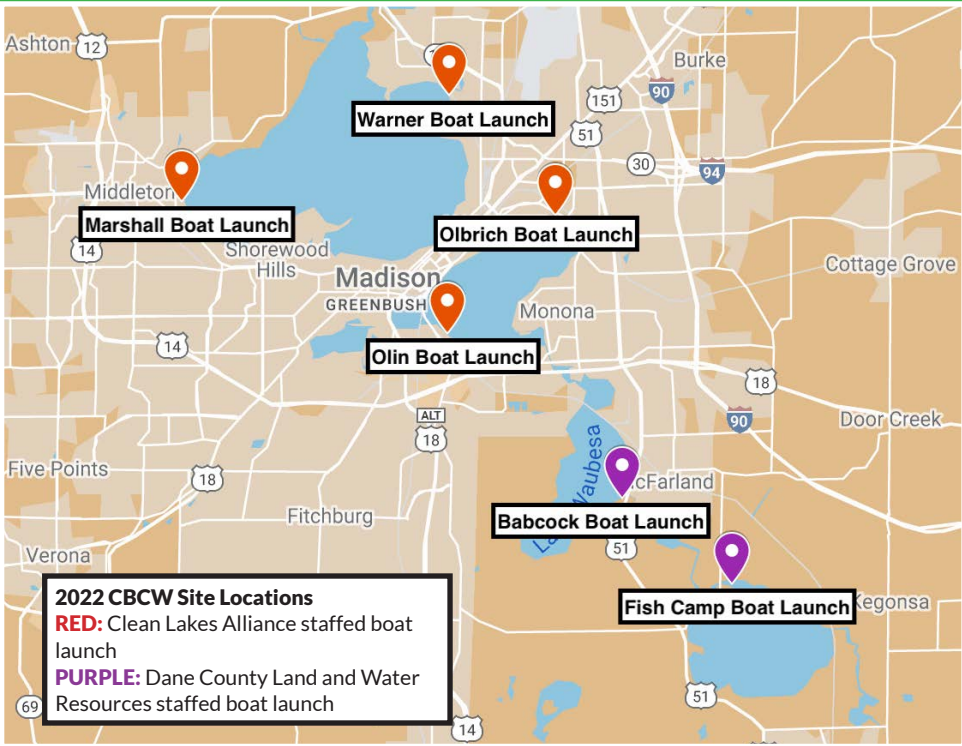 Ashton
12
Burke
90
Warner Boat Launch
151
51
30
94
Middleton
Marshall Boat Launch
Olbrich Boat Launch
14
Shorewood
Hills
Cottage Grove
Madison
GREENBUSH
Monona
Olin Boat Launch
14
18
ALT
18
90
Door Creek
Five Points
18
Waubesa
cFarland
Babcock Boat Launch
Fitchburg
51
Verona
Fish Camp Boat Launch
Kegonsa
2022 CBCW Site Locations
RED: Clean Lakes Alliance staffed boat
launch
PURPLE: Dane County Land and Water
Resources staffed boat launch
69
51
14